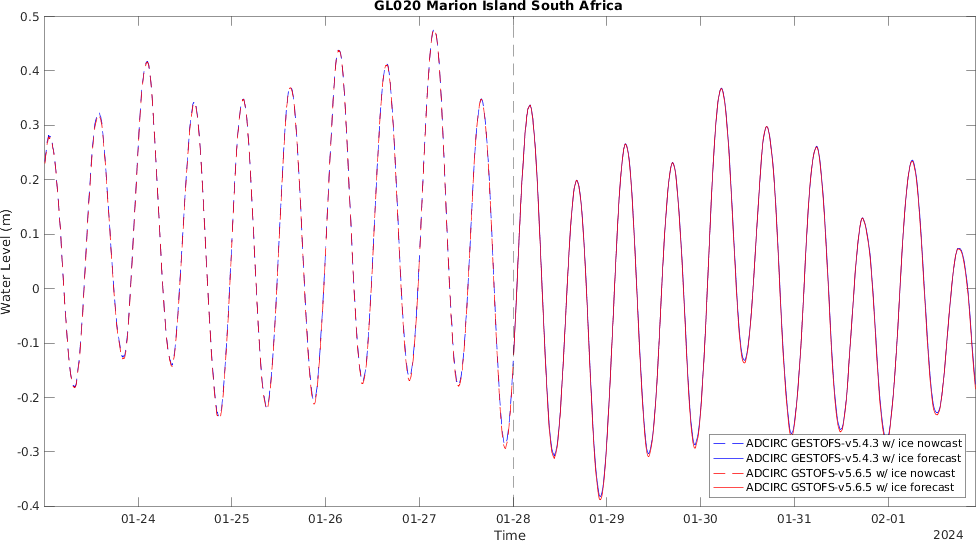 GL020 Marion Island South Africa
0.5
0.4
0.3
0.2
0.1
0
-0.1
-0.2
-0.3
-0.4
Water Level (m)
ADCIRC GESTOFS-v5.4.3 w/ ice nowcast
ADCIRC GESTOFS-v5.4.3 w/ ice forecast
ADCIRC GSTOFS-v5.6.5 w/ ice nowcast
ADCIRC GSTOFS-v5.6.5 w/ ice forecast
01-24 01-25 01-26 01-27 01-28 01-29 01-30 01-31 02-01
Time
2024